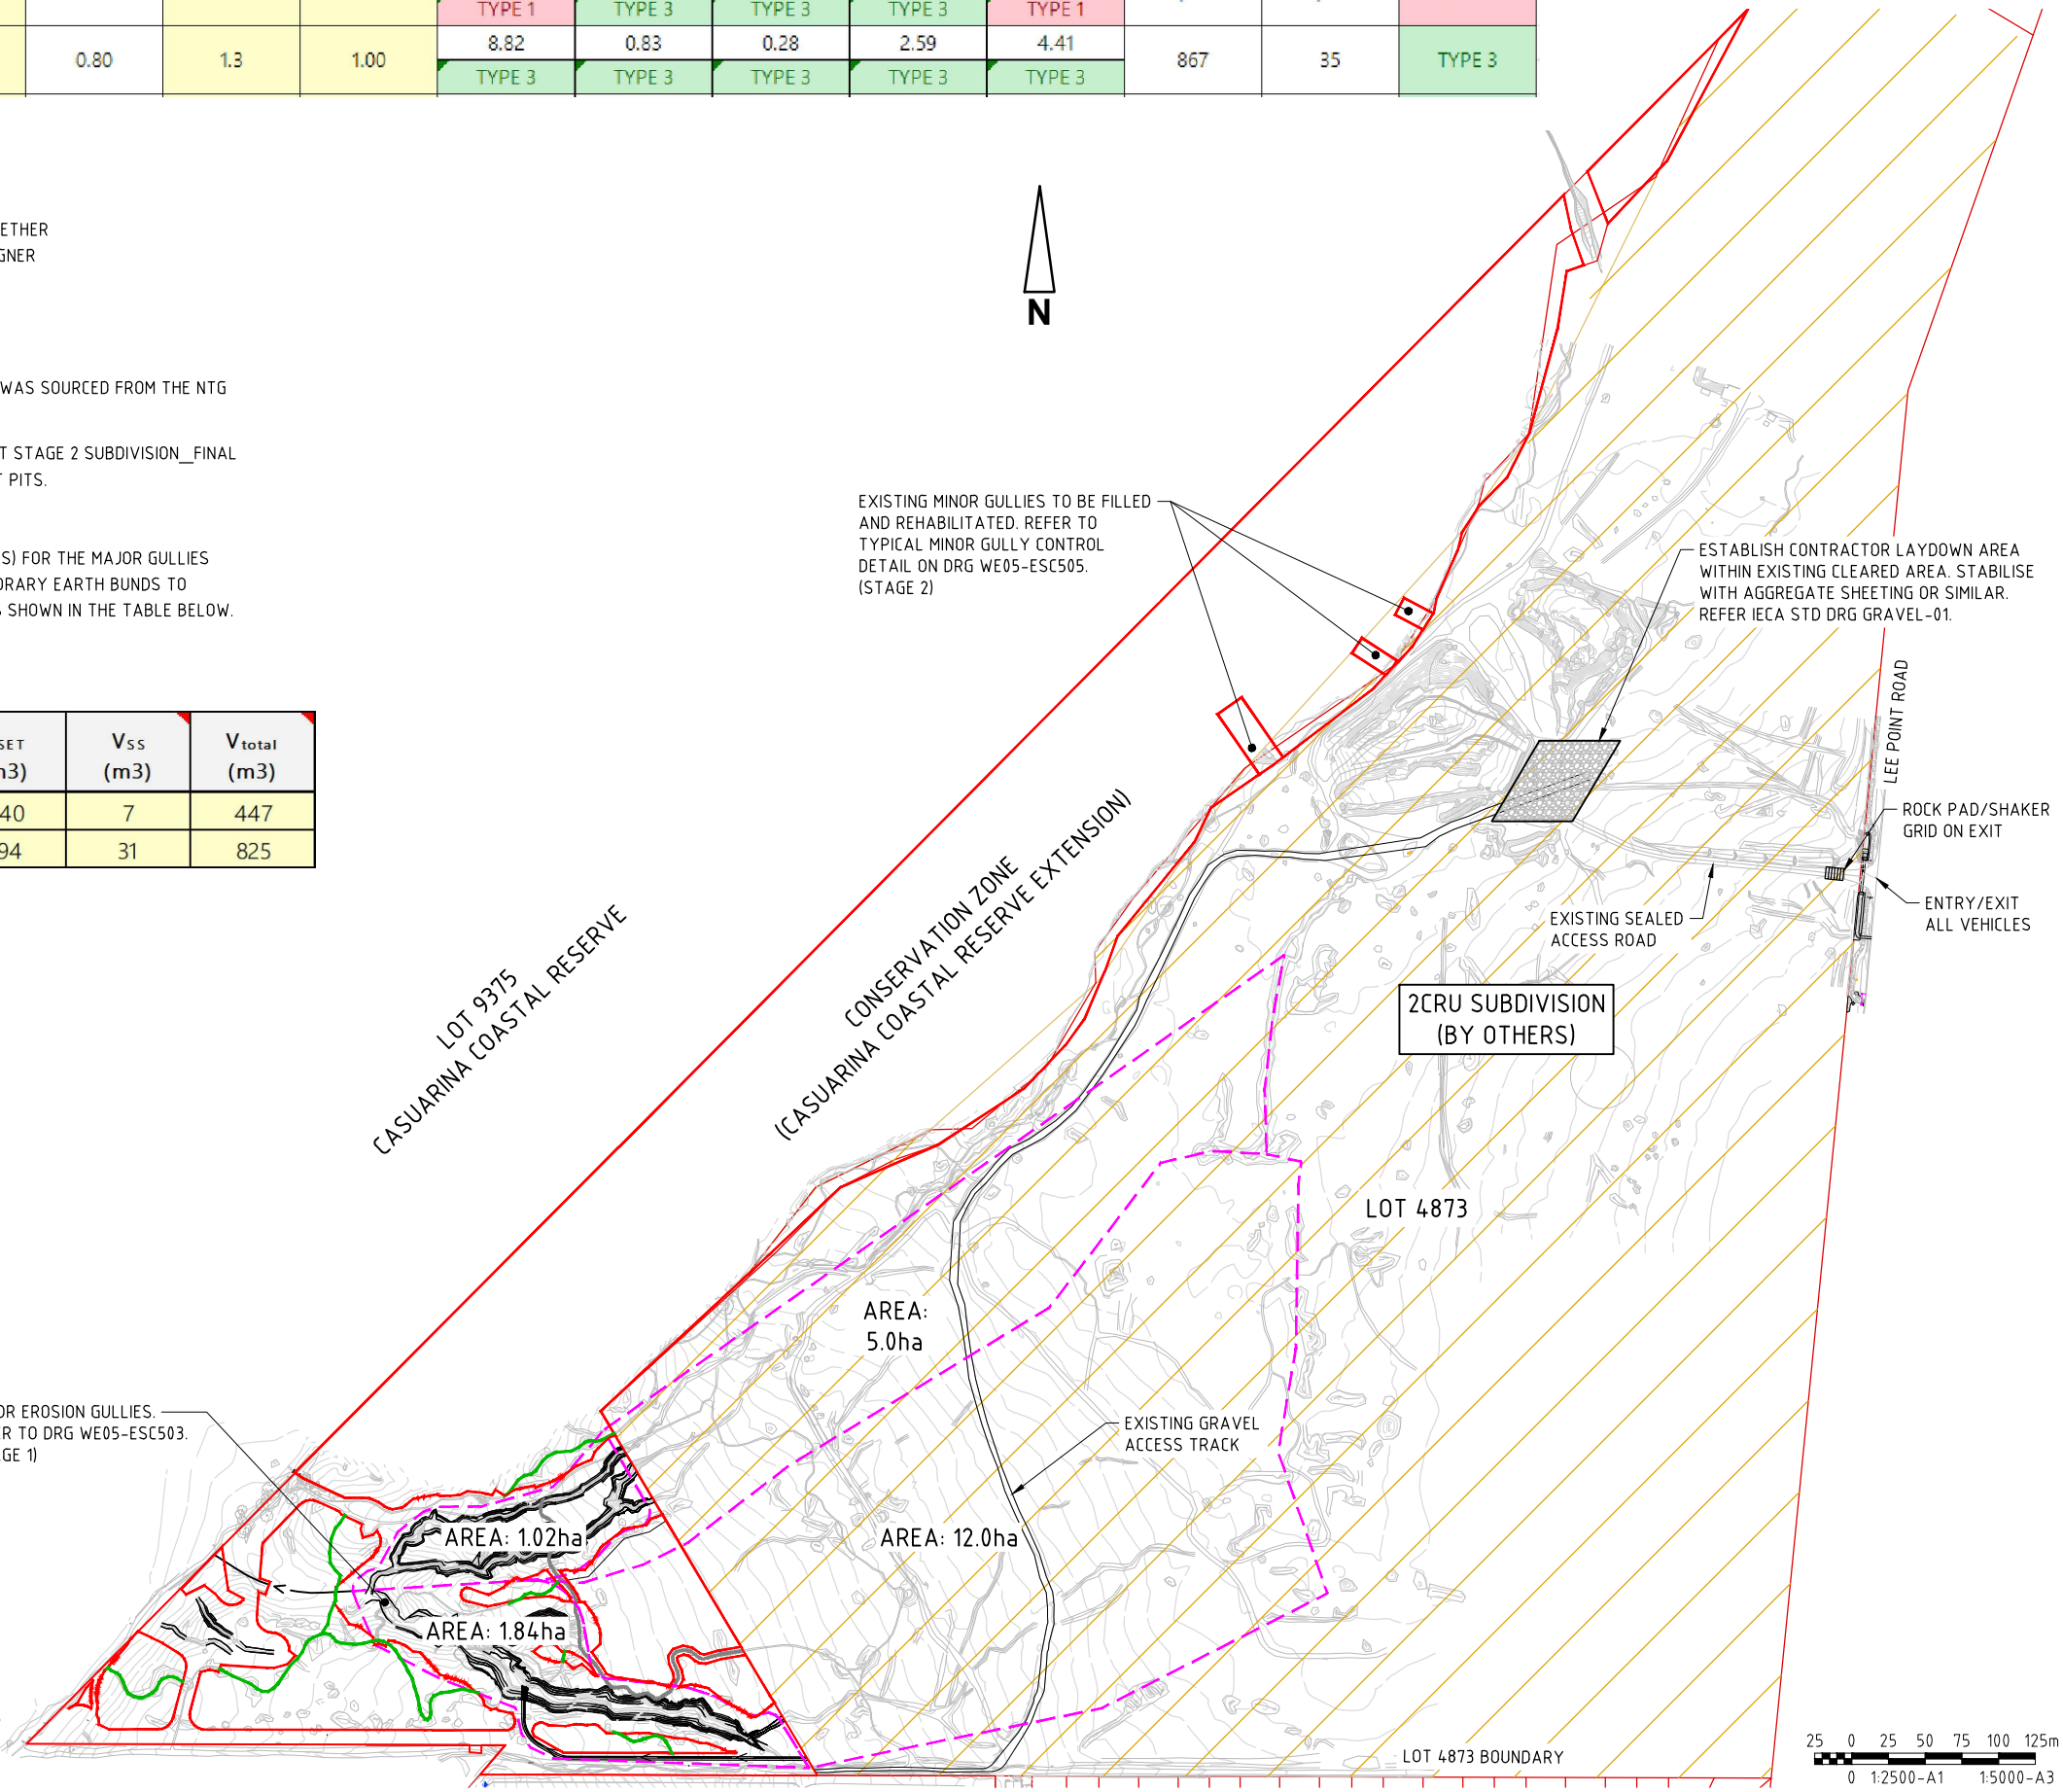 TYPE 1 TYPE 3 TYPE 3 TYPE 3 TYPE 1
0.80 1.3 1.00 8.82 0.83 0.28 2.59 4.41 867 35 TYPE 3
TYPE 3 TYPE 3 TYPE 3 TYPE 3 TYPE 3
ETHER
GNER
N
WAS SOURCED FROM THE NTG
T STAGE 2 SUBDIVISION_FINAL
T PITS.
S) FOR THE MAJOR GULLIES
ORARY EARTH BUNDS TO
S SHOWN IN THE TABLE BELOW.
SET Vss Vtotal
m3) (m3) (m3)
40 7 447
94 31 825
EXISTING MINOR GULLIES TO BE FILLED
AND REHABILITATED. REFER TO
TYPICAL MINOR GULLY CONTROL
DETAIL ON DRG WE05-ESC505.
(STAGE 2)
ESTABLISH CONTRACTOR LAYDOWN AREA
WITHIN EXISTING CLEARED AREA. STABILISE
WITH AGGREGATE SHEETING OR SIMILAR.
REFER IECA STD DRG GRAVEL-01.
LEE POINT ROAD
ROCK PAD/SHAKER
GRID ON EXIT
ENTRY/EXIT
ALL VEHICLES
EXISTING SEALED
ACCESS ROAD
2CRU SUBDIVISION
(BY OTHERS)
LOT 9375
CASUARINA COASTAL RESERVE
CONSERVATION ZONE
(CASUARINA COASTAL RESERVE EXTENSION)
LOT 4873
AREA:
5.0ha
OR EROSION GULLIES.
ER TO DRG WE05-ESC503.
GE 1)
EXISTING GRAVEL
ACCESS TRACK
AREA: 1.02ha
AREA: 12.0ha
AREA: 1.84ha
LOT 4873 BOUNDARY
25 0 25 50 75 100 125m
0 1:2500-A1 1:5000-A3